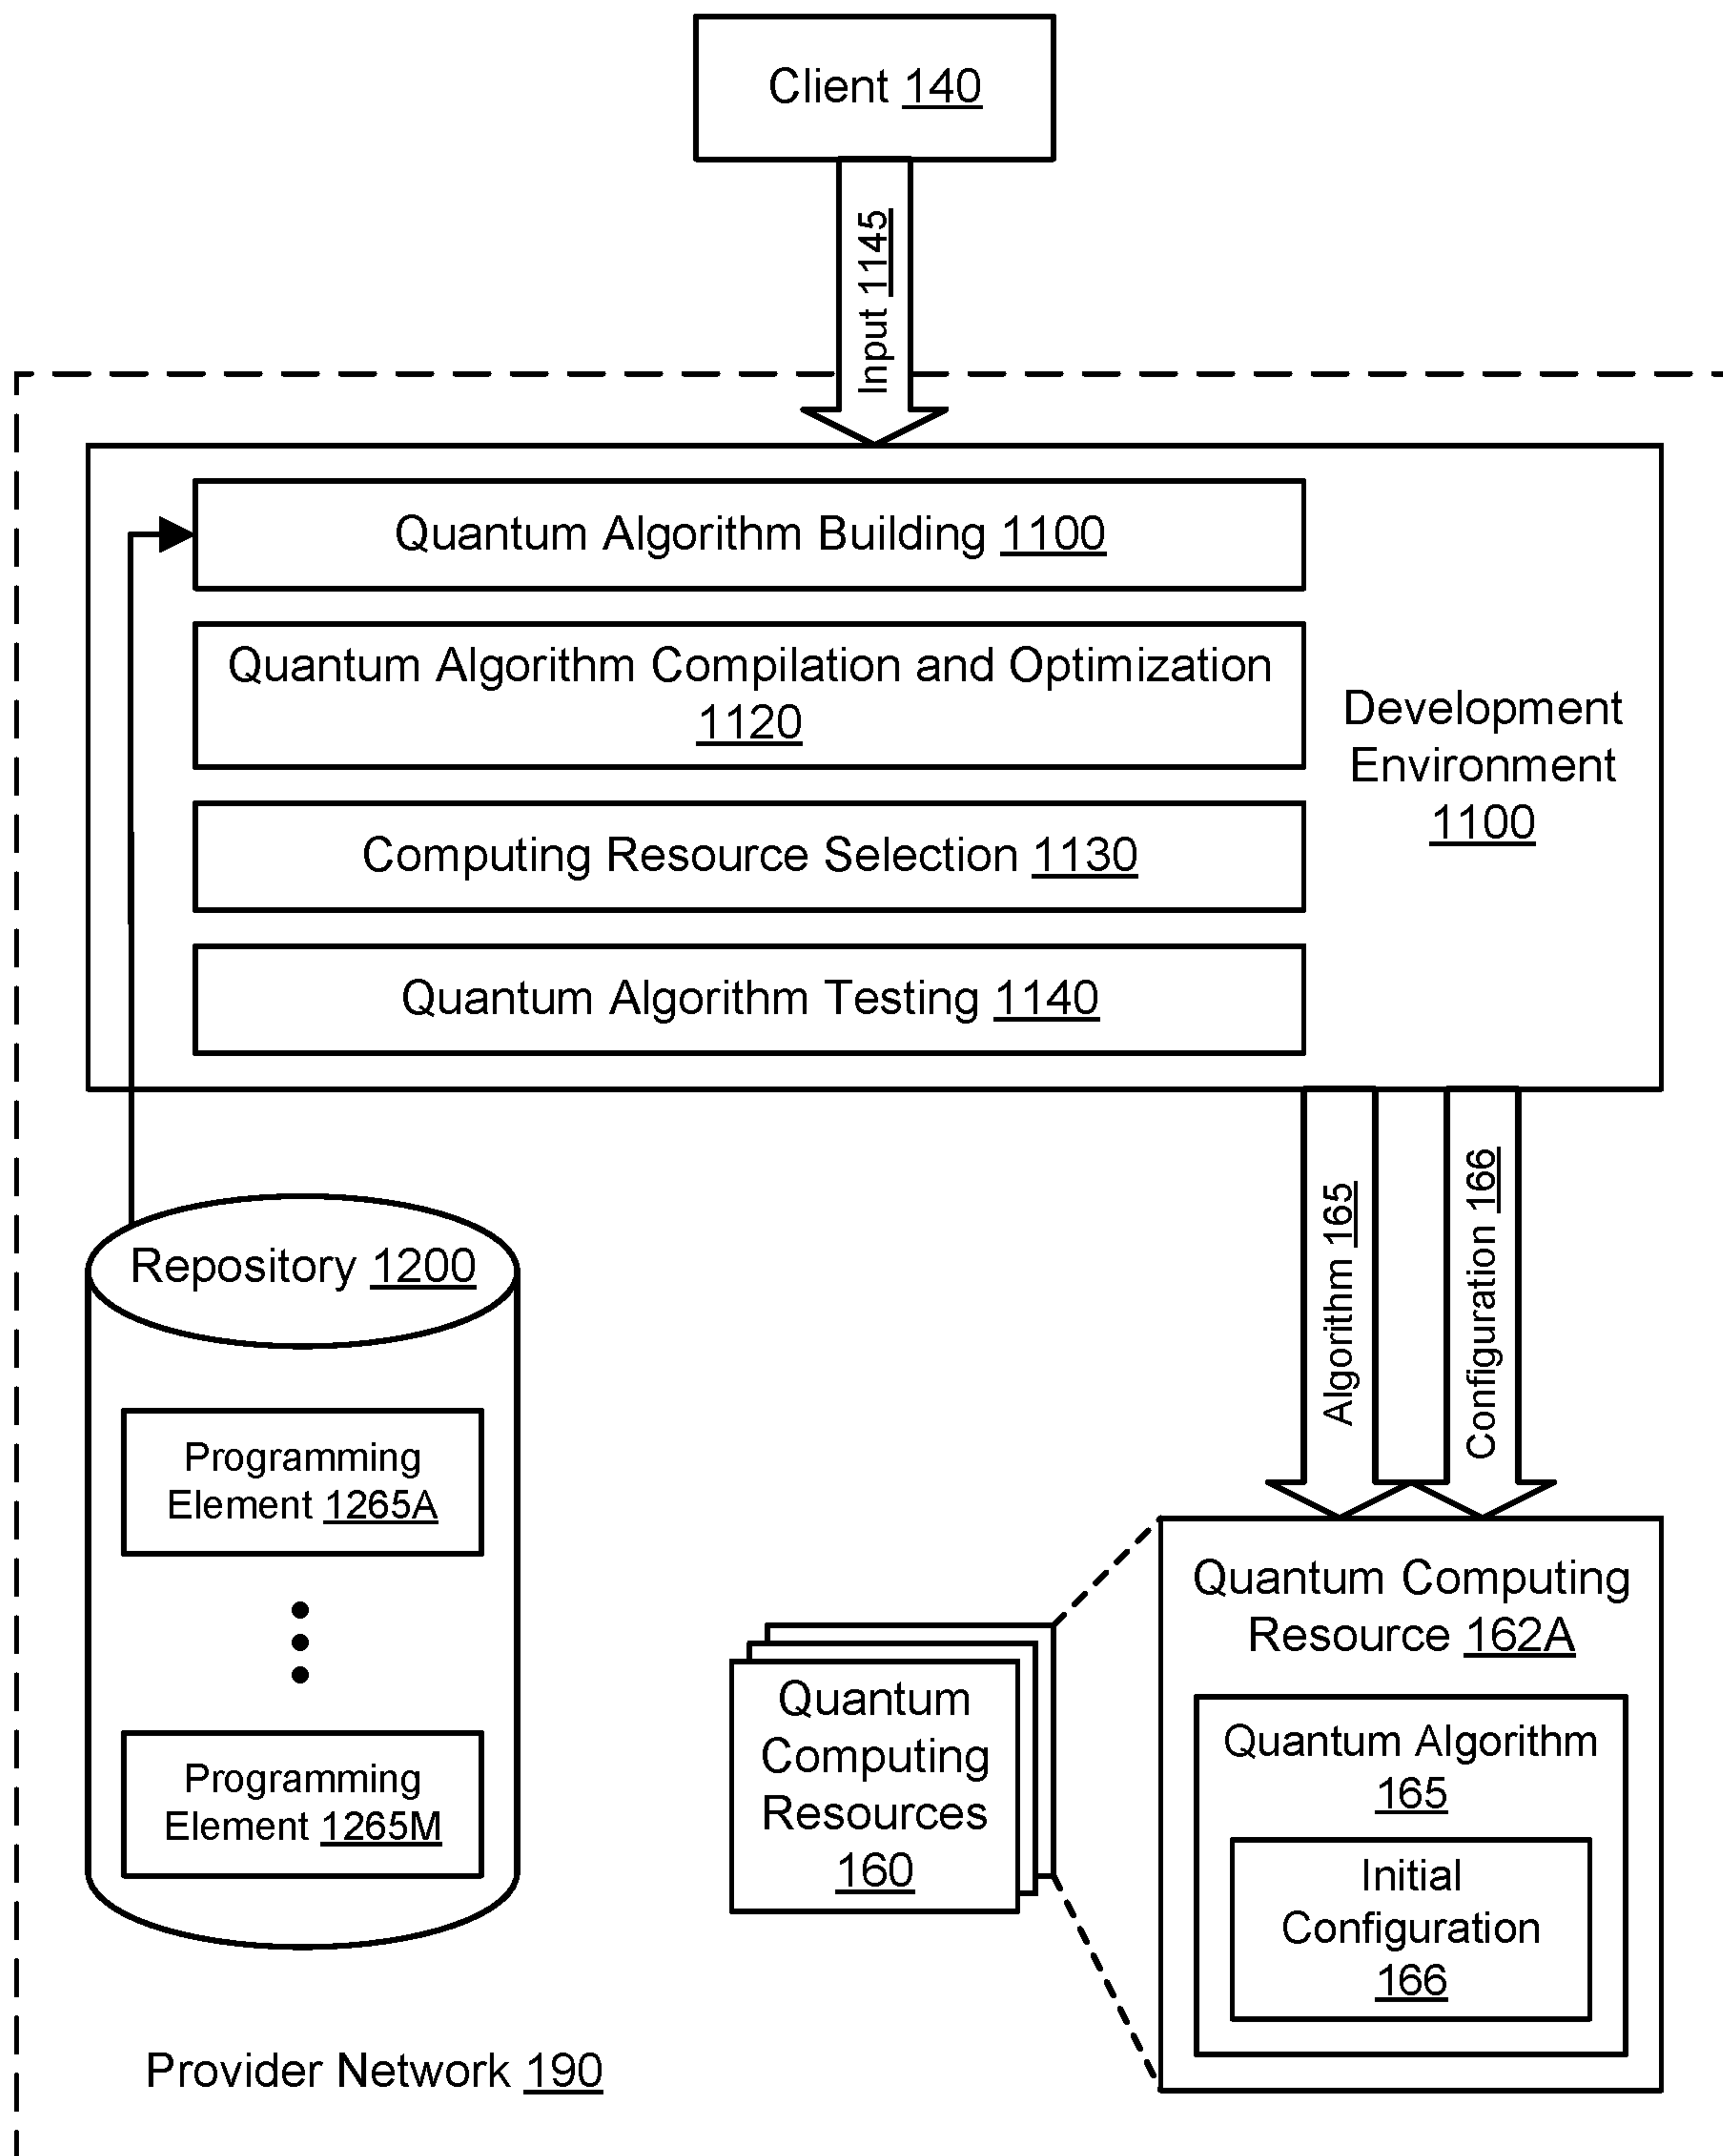 Client 140
Input 1145
Quantum Algorithm Building 1100
Quantum Algorithm Compilation and Optimization
1120
Computing Resource Selection 1130
Quantum Algorithm Testing 1140
Development
Environment
1100
Algorithm 165
Configuration 166
Repository 1200
Programming
Element 1265A
Programming
Element 1265M
Quantum
Computing
Resources
160
Quantum Computing
Resource 162A
Quantum Algorithm
165
Initial
Configuration
166
Provider Network 190